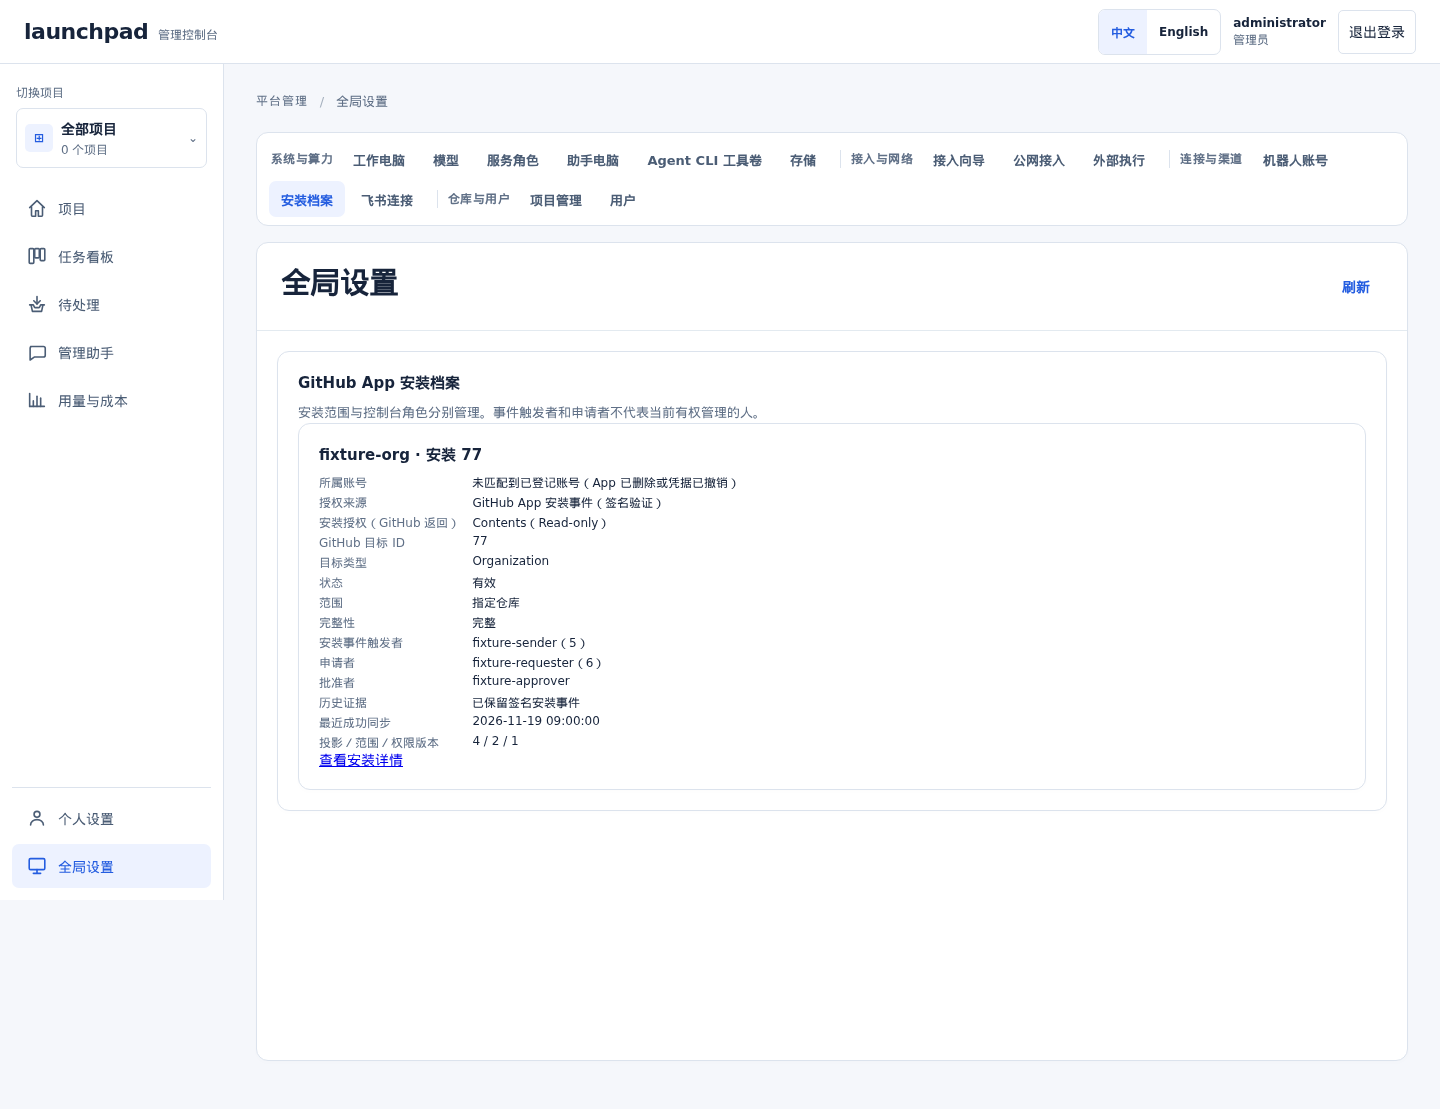 launchpad 管理控制台
中文 English
administrator
管理员
退出登录
切换项目
全部项目
0 个项目
项目
任务看板
待处理
管理助手
用量与成本
个人设置
全局设置
平台管理 / 全局设置
系统与算力 工作电脑 模型 服务角色 助手电脑 Agent CLI 工具卷 存储 接入与网络 接入向导 公网接入 外部执行 连接与渠道 机器人账号
安装档案 飞书连接 仓库与用户 项目管理 用户
全局设置
刷新
GitHub App 安装档案
安装范围与控制台角色分别管理。事件触发者和申请者不代表当前有权管理的人。
fixture-org · 安装 77
所属账号 未匹配到已登记账号（App 已删除或凭据已撤销）
授权来源 GitHub App 安装事件（签名验证）
安装授权（GitHub 返回） Contents（Read-only）
GitHub 目标 ID 77
目标类型 Organization
状态 有效
范围 指定仓库
完整性 完整
安装事件触发者 fixture-sender（5）
申请者 fixture-requester（6）
批准者 fixture-approver
历史证据 已保留签名安装事件
最近成功同步 2026-11-19 09:00:00
投影 / 范围 / 权限版本 4 / 2 / 1
查看安装详情